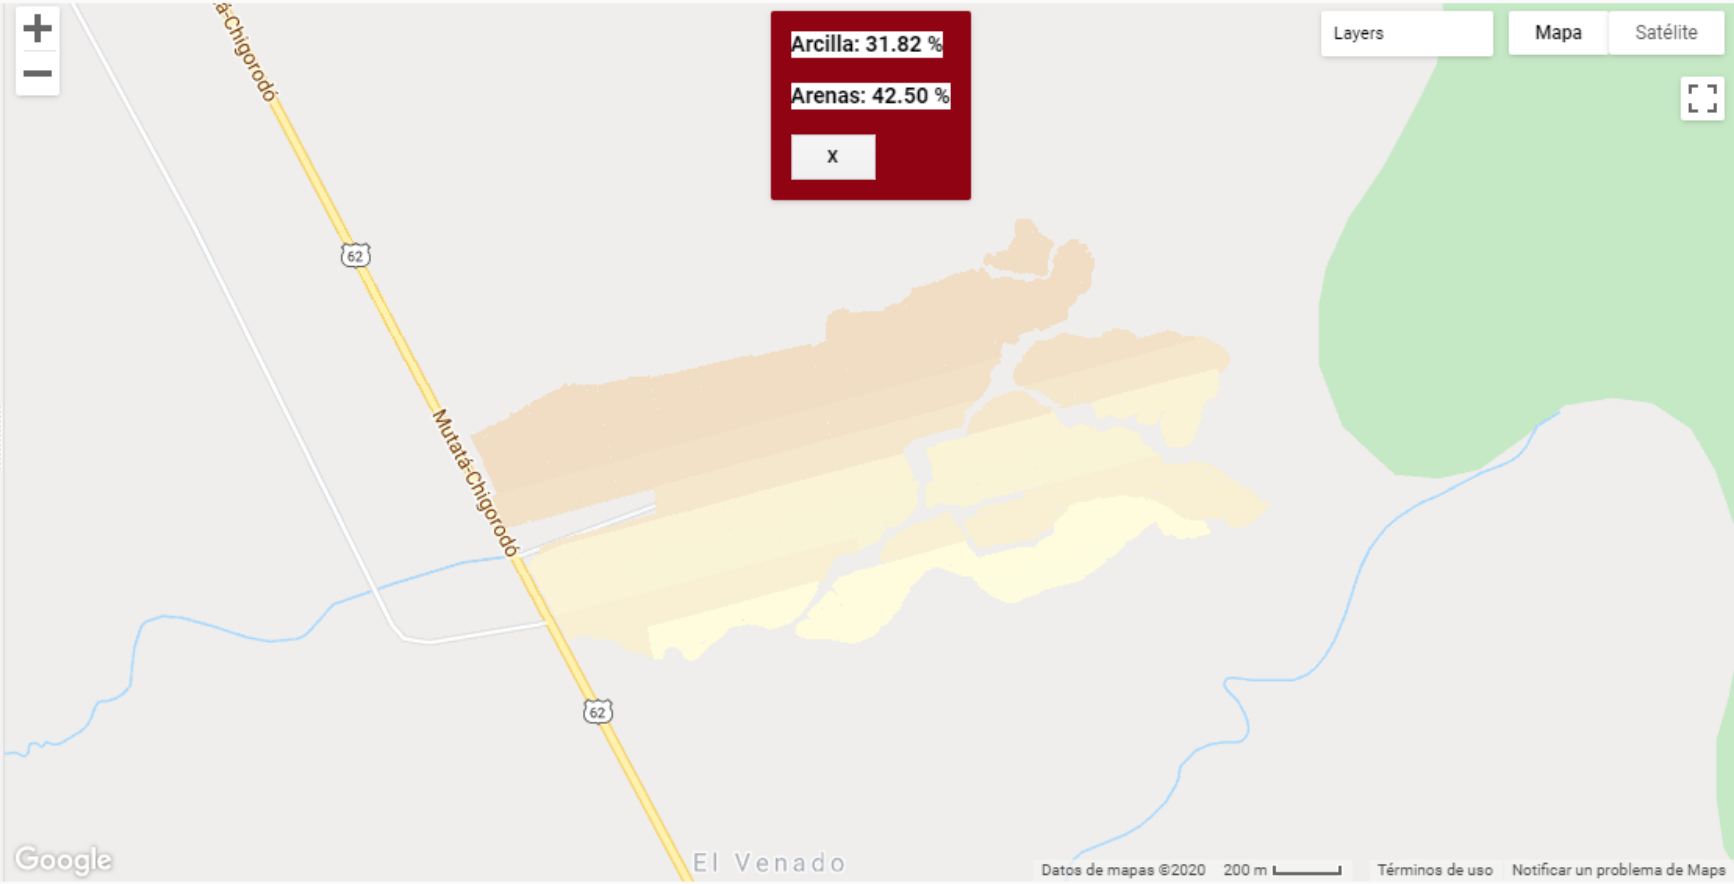 +
−
á-Chigorodó
Arcilla: 31.82 %
Arenas: 42.50 %
X
Layers
Mapa
Satélite
62
Mutatá-Chigorodó
62
El Venado
Google
Datos de mapas ©2020
200 m
Términos de uso
Notificar un problema de Maps